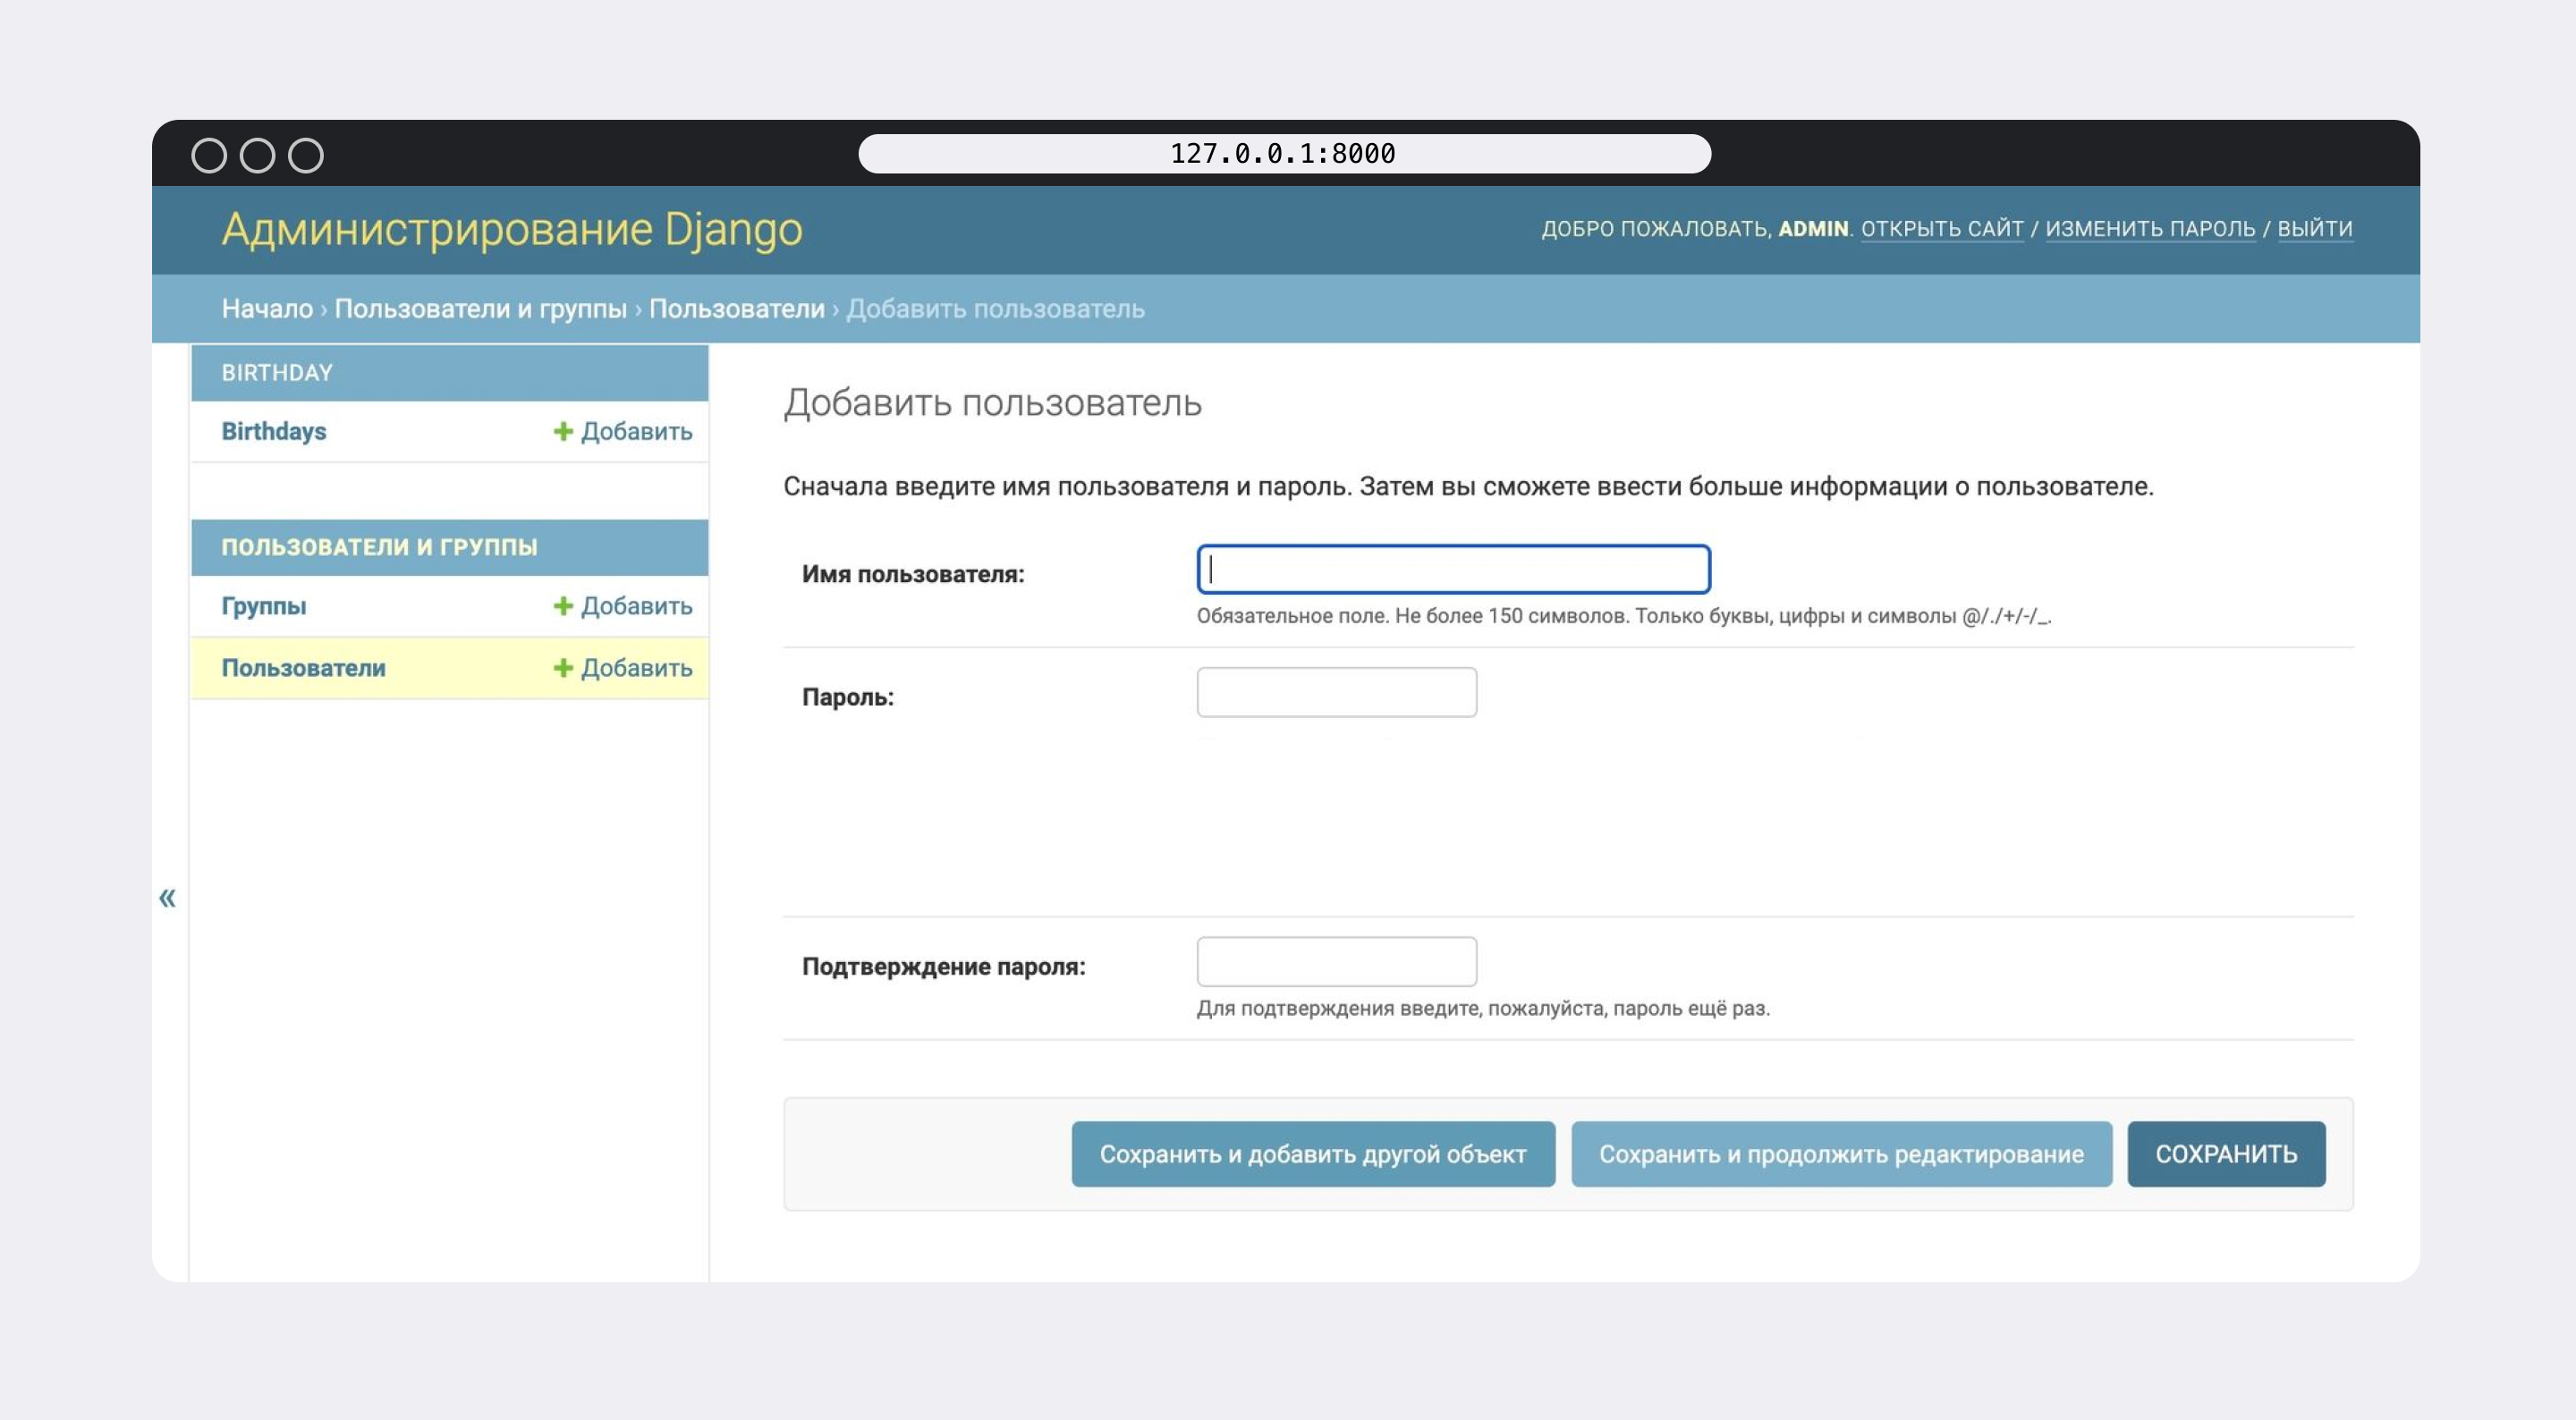 127.0.0.1:8000
Администрирование Django
ДОБРО ПОЖАЛОВАТЬ, ADMIN. ОТКРЫТЬ САЙТ / ИЗМЕНИТЬ ПАРОЛЬ / ВЫЙТИ
Начало › Пользователи и группы › Пользователи › Добавить пользователь
BIRTHDAY
Birthdays + Добавить
ПОЛЬЗОВАТЕЛИ И ГРУППЫ
Группы + Добавить
Пользователи + Добавить
«
Добавить пользователь
Сначала введите имя пользователя и пароль. Затем вы сможете ввести больше информации о пользователе.
Имя пользователя:
Обязательное поле. Не более 150 символов. Только буквы, цифры и символы @/./+/-/_.
Пароль:
Подтверждение пароля:
Для подтверждения введите, пожалуйста, пароль ещё раз.
Сохранить и добавить другой объект
Сохранить и продолжить редактирование
СОХРАНИТЬ